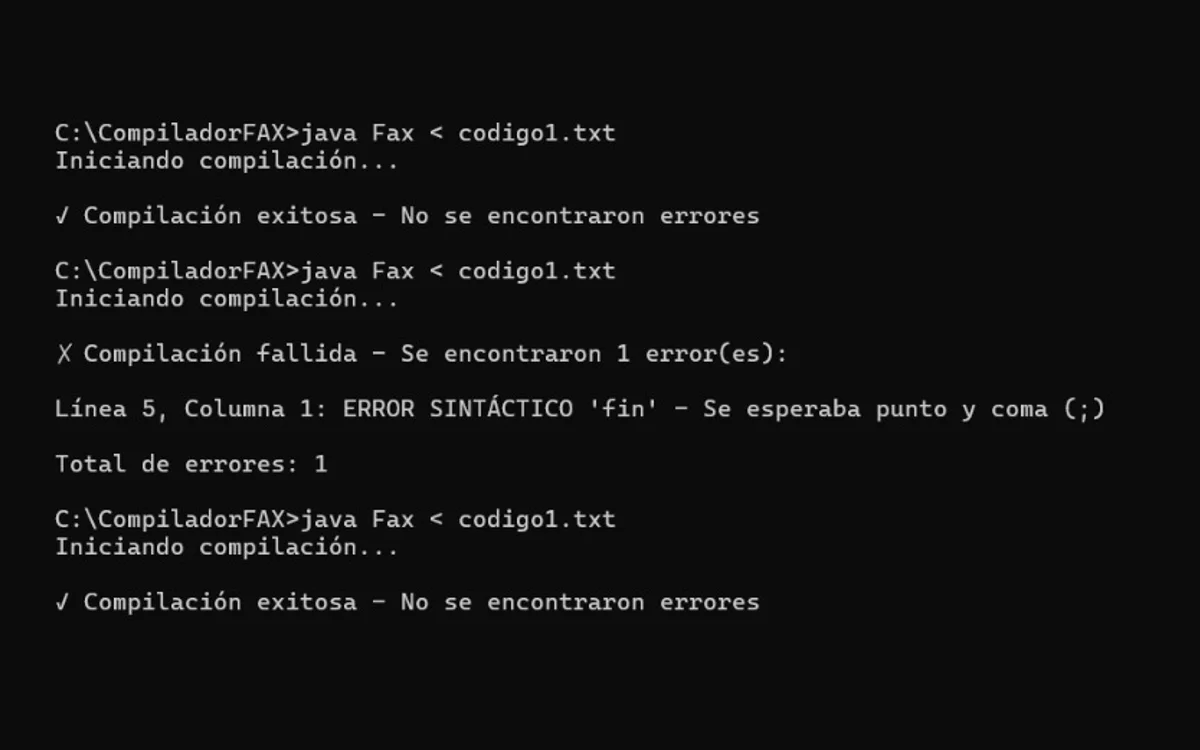 C:\CompiladorFAX>java Fax < codigo1.txt
Iniciando compilación...
✓ Compilación exitosa - No se encontraron errores
C:\CompiladorFAX>java Fax < codigo1.txt
Iniciando compilación...
✗ Compilación fallida - Se encontraron 1 error(es):
Línea 5, Columna 1: ERROR SINTÁCTICO 'fin' - Se esperaba punto y coma (;)
Total de errores: 1
C:\CompiladorFAX>java Fax < codigo1.txt
Iniciando compilación...
✓ Compilación exitosa - No se encontraron errores